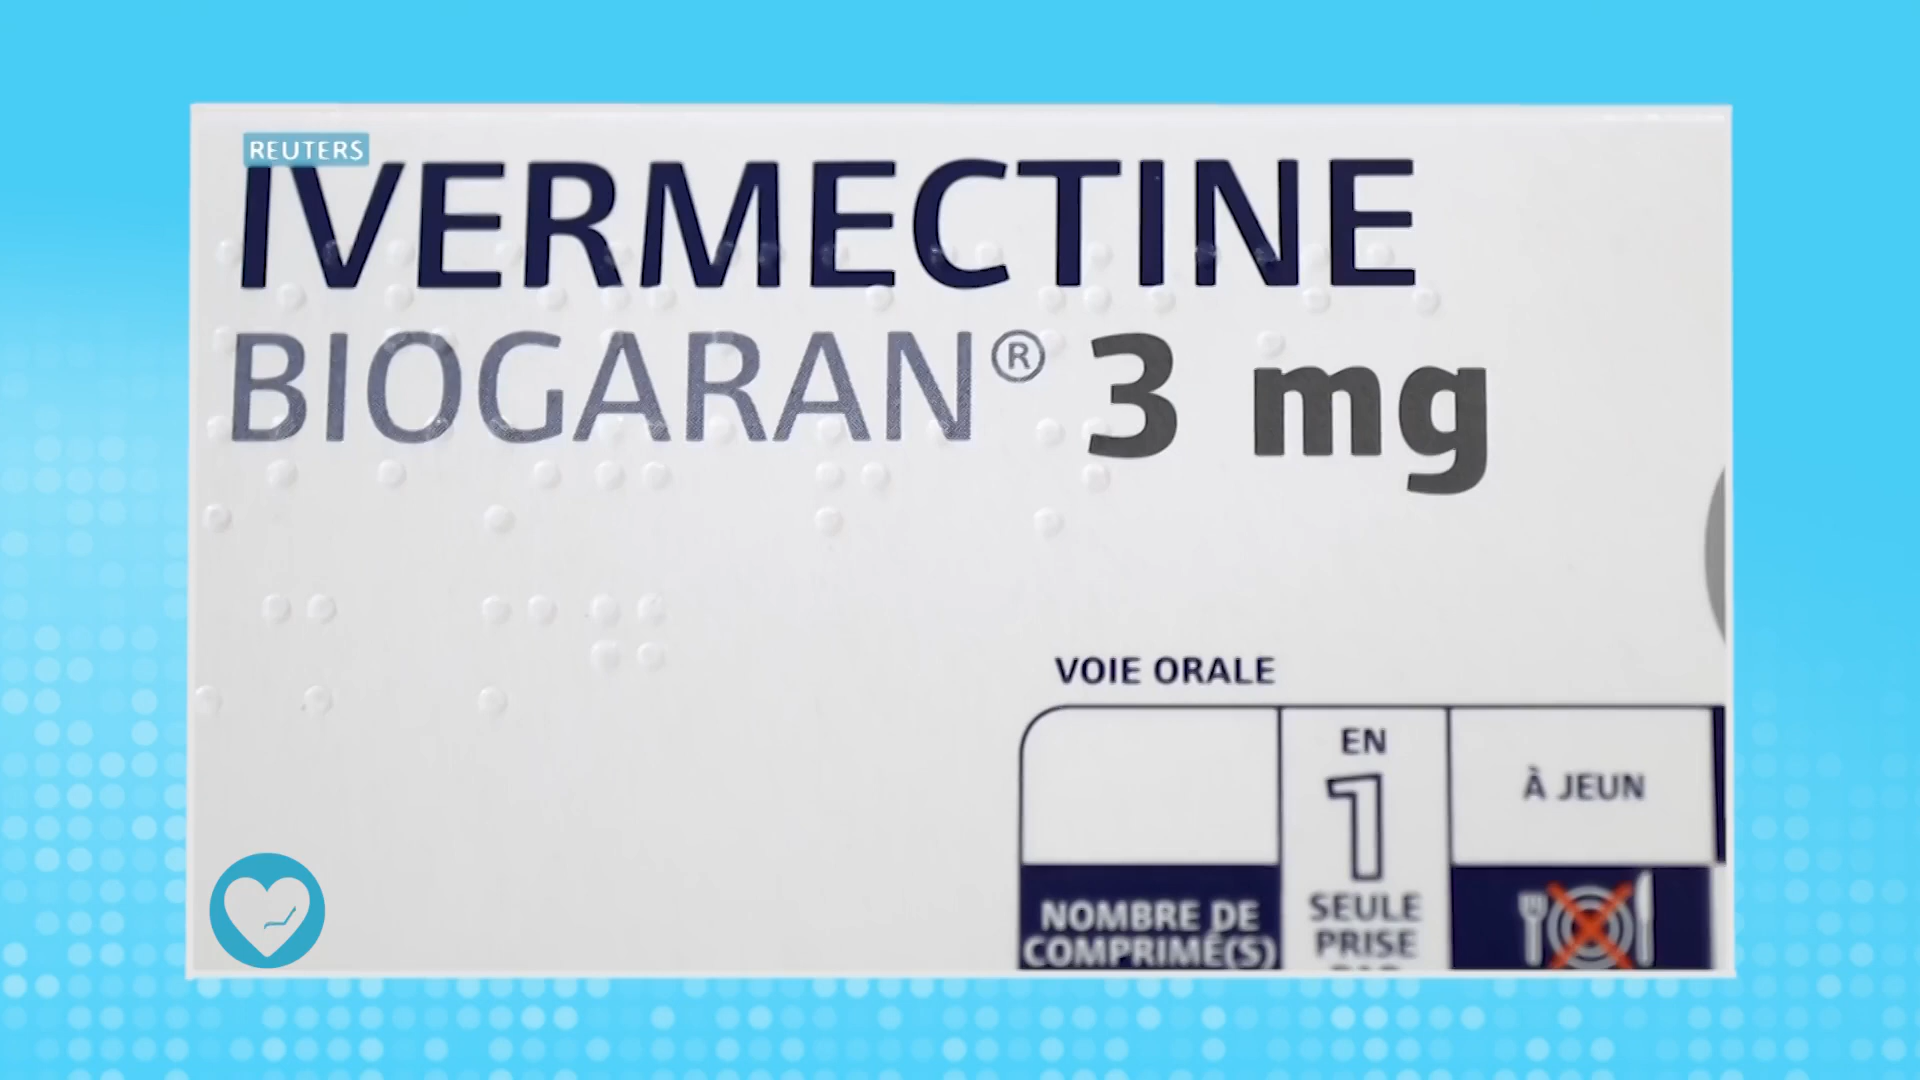 REUTERS
IVERMECTINE
BIOGARAN® 3 mg
VOIE ORALE
EN
1
SEULE
PRISE
À JEUN
NOMBRE DE
COMPRIMÉ(S)